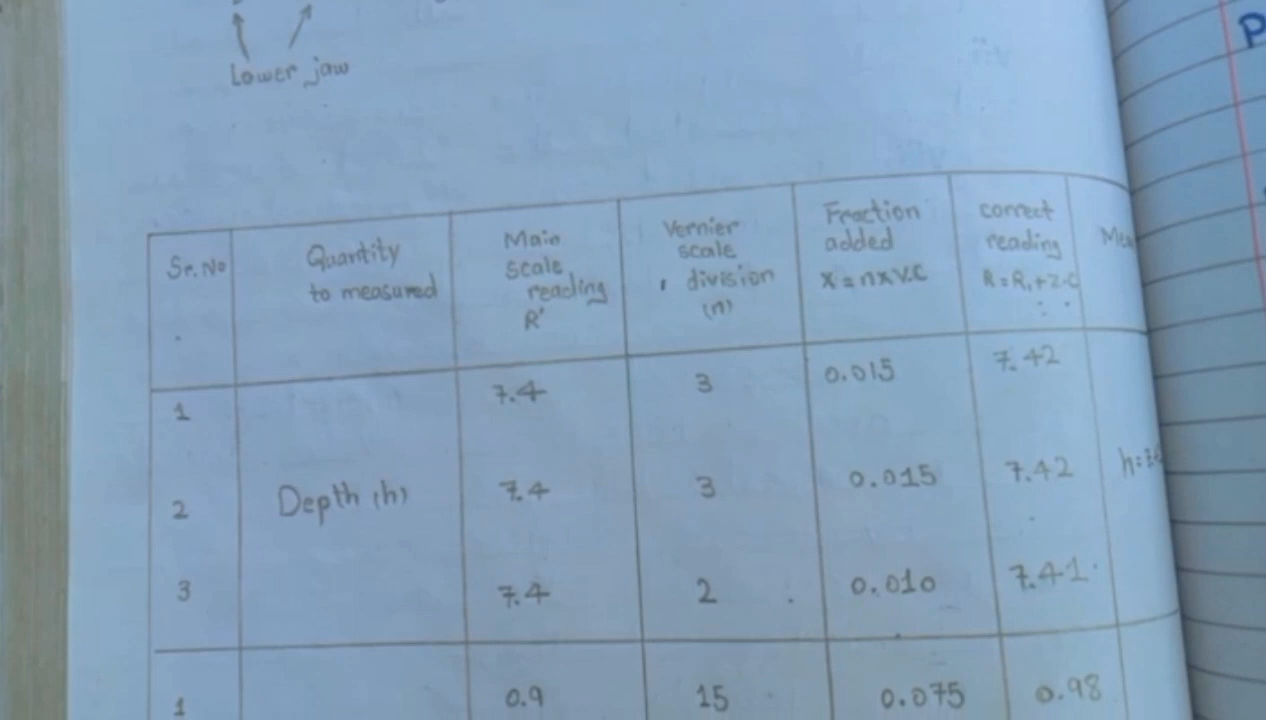 Lower jaw
P
Sr. No
Quantity
to measured
Main
scale
reading
R'
Vernier
scale
division
(n)
Fraction
added
X = n x V.C
correct
reading
R = R, + Z.C
1
7.4
3
0.015
7.42
2
Depth (h)
7.4
3
0.015
7.42
3
7.4
2
0.010
7.41
1
0.9
15
0.075
0.98